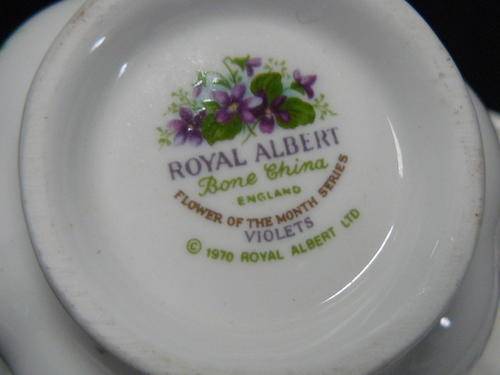 ROYAL ALBERT
Bone China
ENGLAND
FLOWER OF THE MONTH SERIES
VIOLETS
© 1970 ROYAL ALBERT LTD